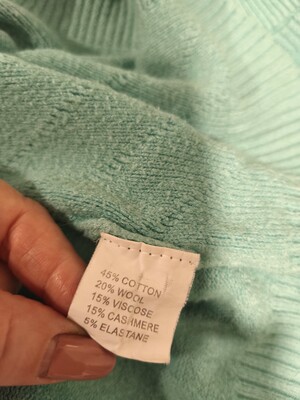 45% COTTON
20% WOOL
15% VISCOSE
15% CASHMERE
5% ELASTANE